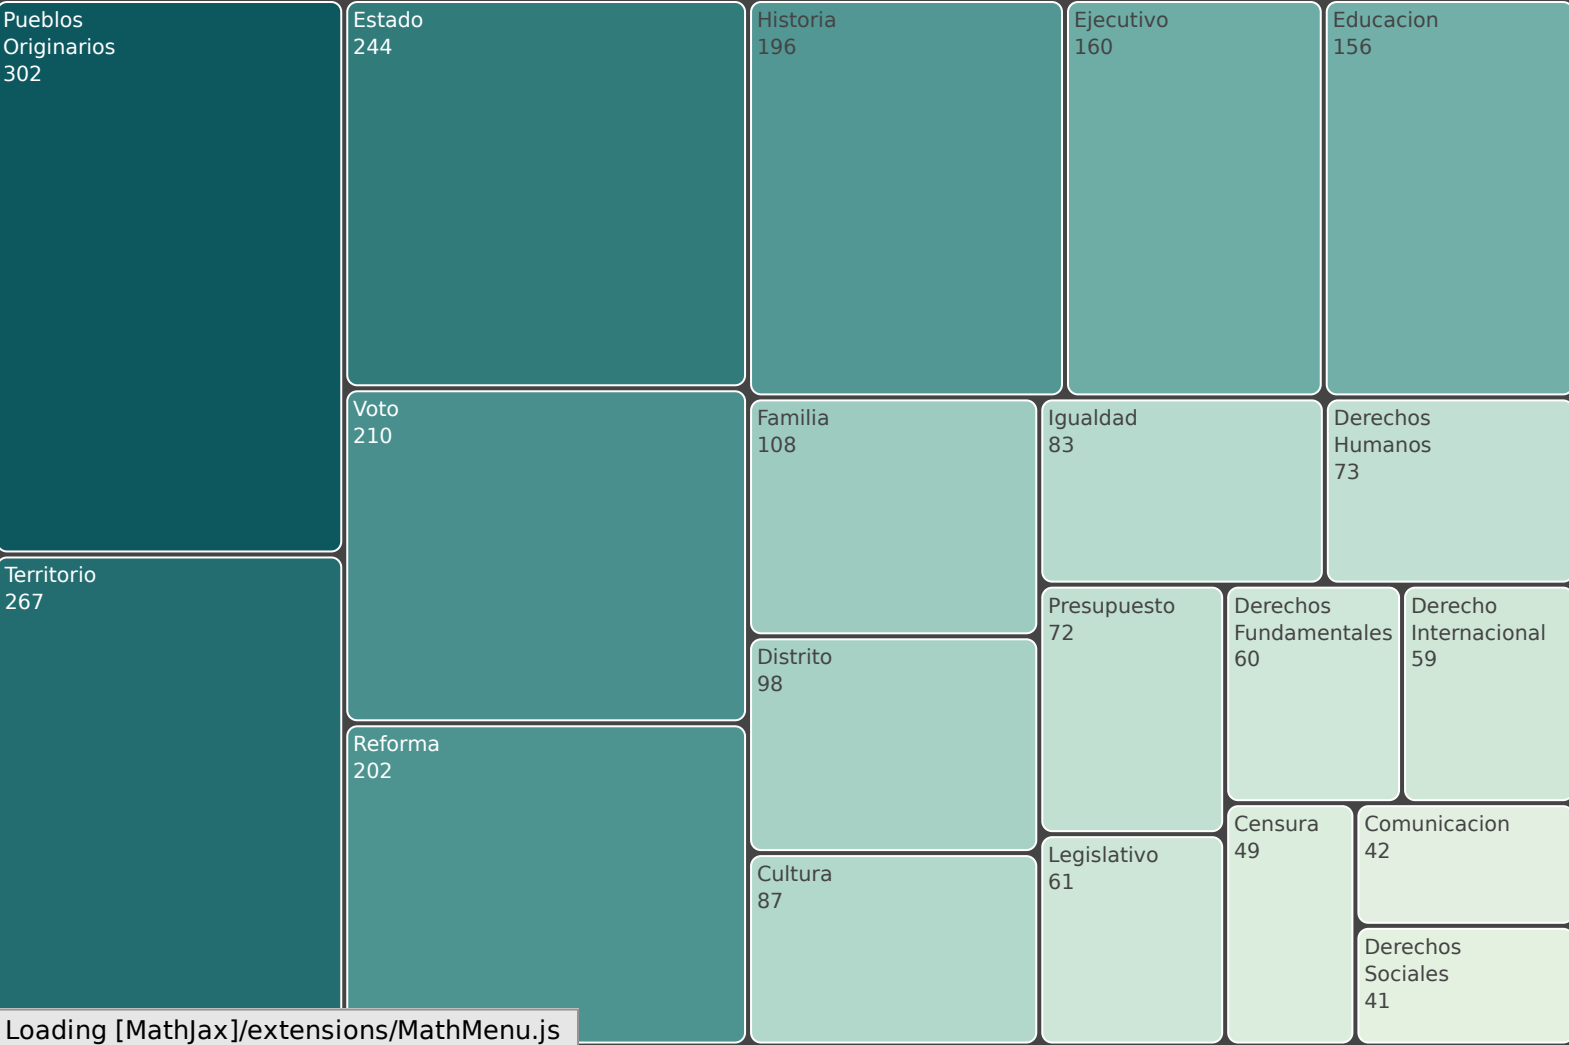 Pueblos
Originarios
302
Estado
244
Historia
196
Ejecutivo
160
Educacion
156
Voto
210
Familia
108
Igualdad
83
Derechos
Humanos
73
Territorio
267
Presupuesto
72
Derechos
Fundamentales
60
Derecho
Internacional
59
Distrito
98
Reforma
202
Censura
49
Comunicacion
42
Legislativo
61
Cultura
87
Derechos
Sociales
41
Loading [MathJax]/extensions/MathMenu.js